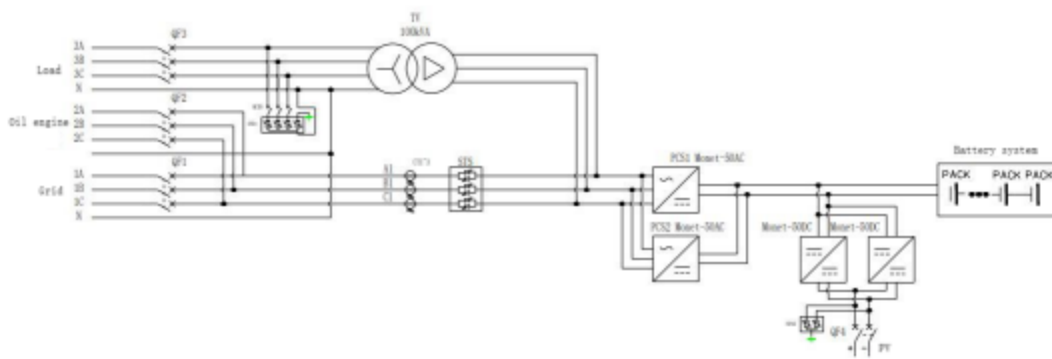 TV
100kVA
QF3
3A
3B
3C
N
Load
QF2
2A
2B
2C
Oil engine
QF1
1A
1B
1C
N
Grid
A1
B1
C1
STS
PCS1 Monet-50AC
PCS2 Monet-50AC
Monet-50DC Monet-50DC
Battery system
PACK PACK PACK
QF4
+ - PV